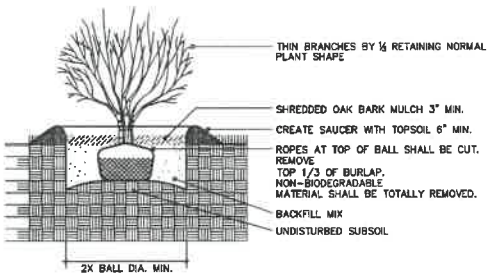 THIN BRANCHES BY ⅓ RETAINING NORMAL
PLANT SHAPE
SHREDDED OAK BARK MULCH 3" MIN.
CREATE SAUCER WITH TOPSOIL 6" MIN.
ROPES AT TOP OF BALL SHALL BE CUT.
REMOVE
TOP 1/3 OF BURLAP.
NON-BIODEGRADABLE
MATERIAL SHALL BE TOTALLY REMOVED.
BACKFILL MIX
UNDISTURBED SUBSOIL
2X BALL DIA. MIN.